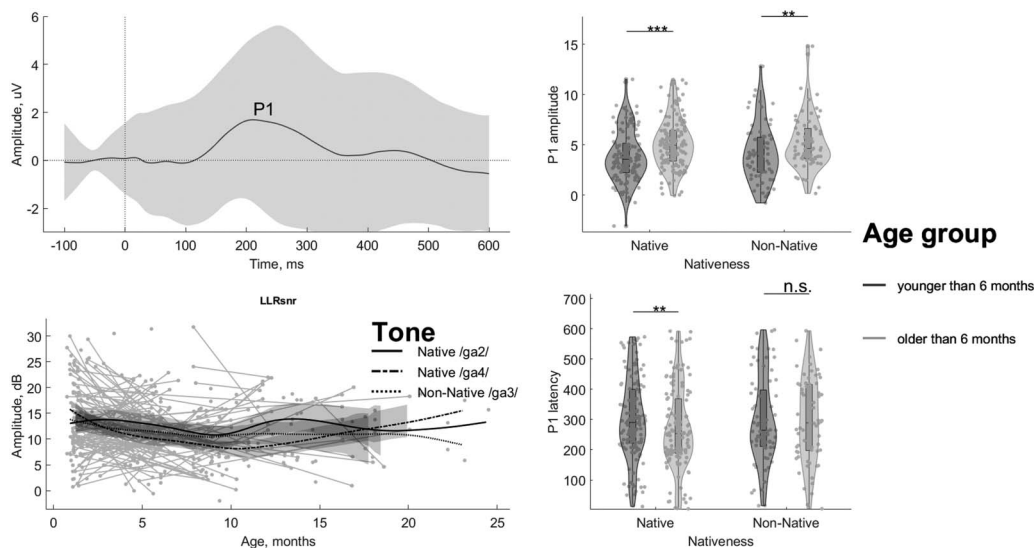 6
4
2
0
-2
Amplitude, uV
P1
-100
0
100
200
300
400
500
600
Time, ms
15
10
5
0
P1 amplitude
***
**
Native
Non-Native
Nativeness
LLRsnr
30
25
20
15
10
5
0
Amplitude, dB
Tone
Native /ga2/
Native /ga4/
Non-Native /ga3/
0
5
10
15
20
25
Age, months
700
600
500
400
300
200
100
P1 latency
**
n.s.
Native
Non-Native
Nativeness
Age group
younger than 6 months
older than 6 months